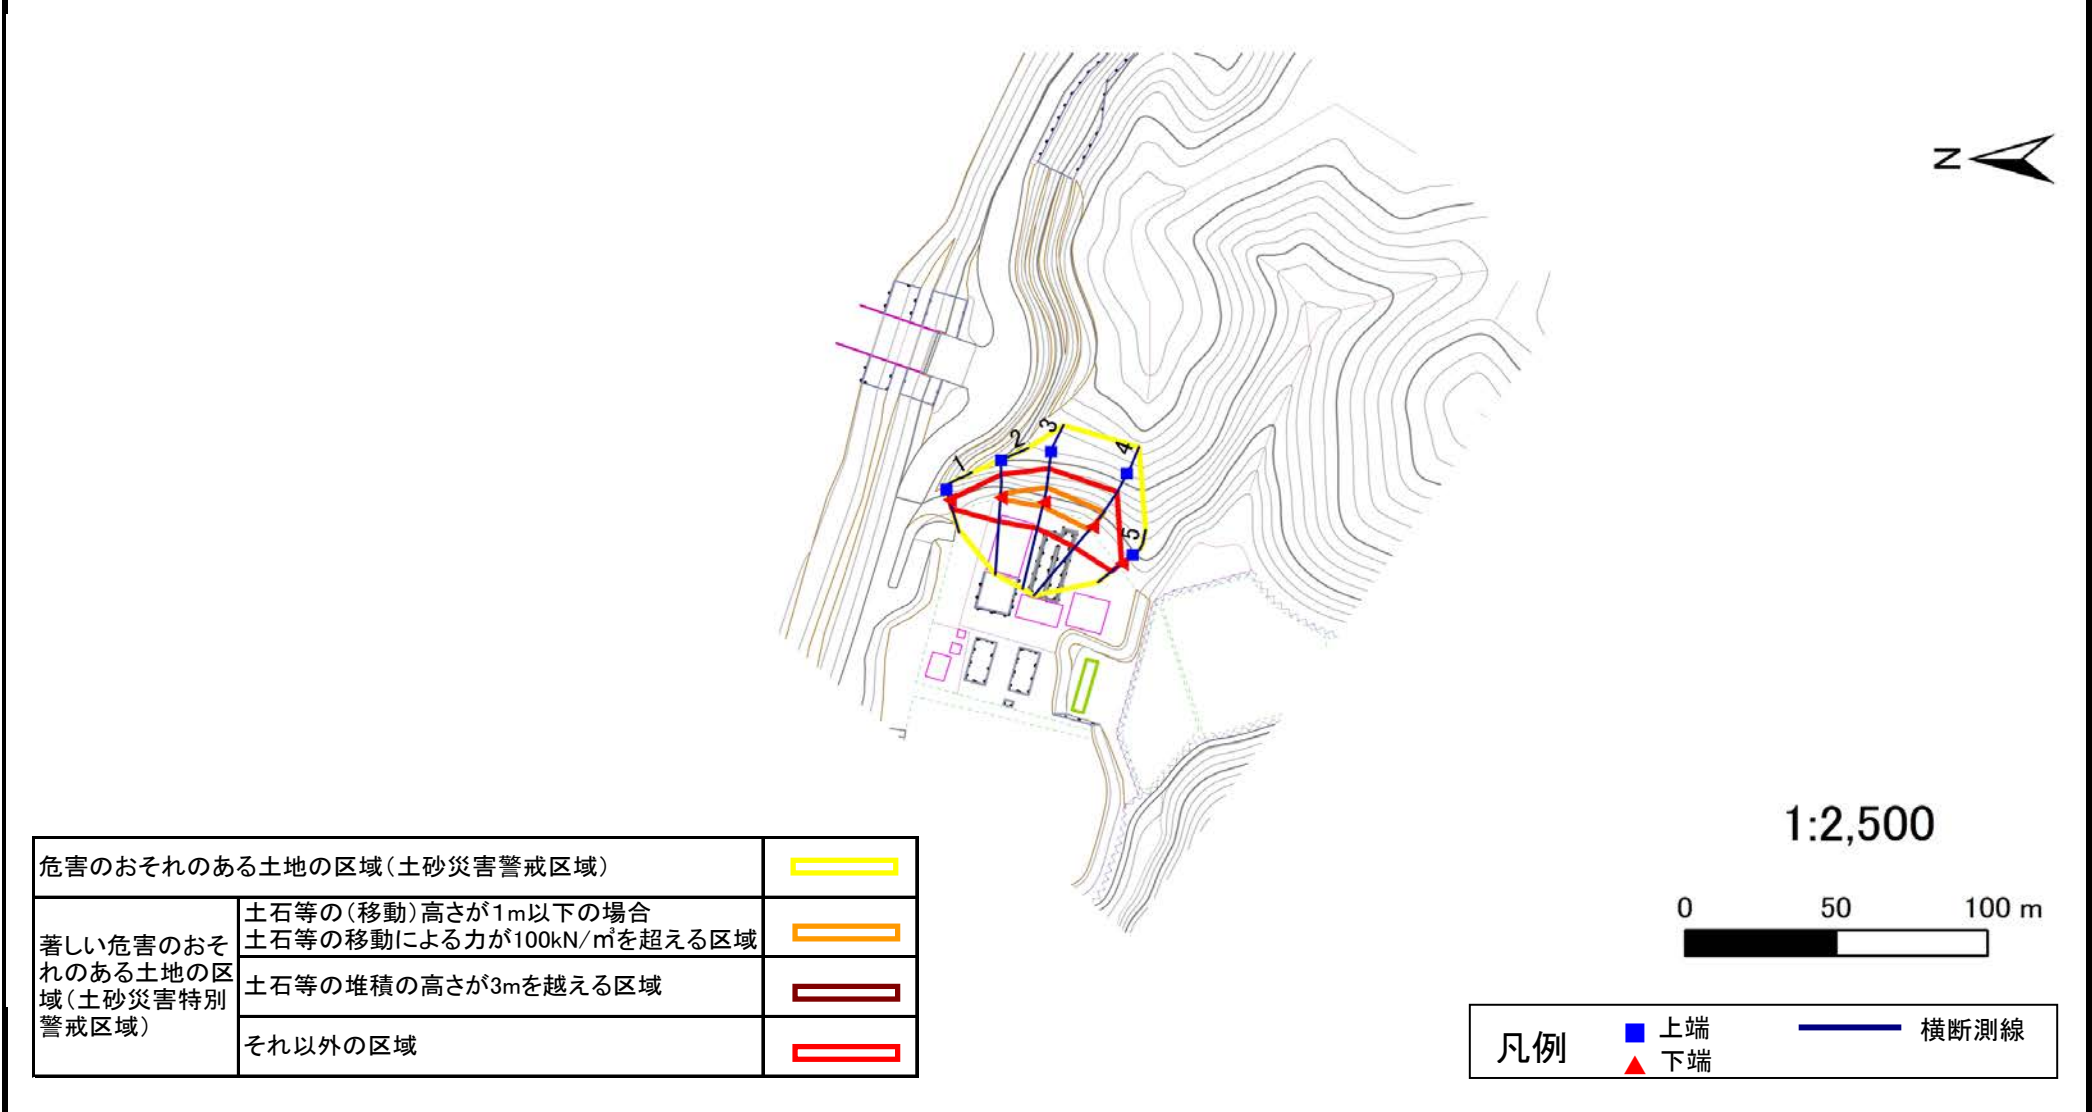 N
1
2
3
4
5
1:2,500
0 50 100 m
危害のおそれのある土地の区域(土砂災害警戒区域)
著しい危害のおそ
れのある土地の区
域(土砂災害特別
警戒区域)
土石等の(移動)高さが1m以下の場合
土石等の移動による力が100kN/㎥を超える区域
土石等の堆積の高さが3mを越える区域
それ以外の区域
凡例
上端
下端
横断測線